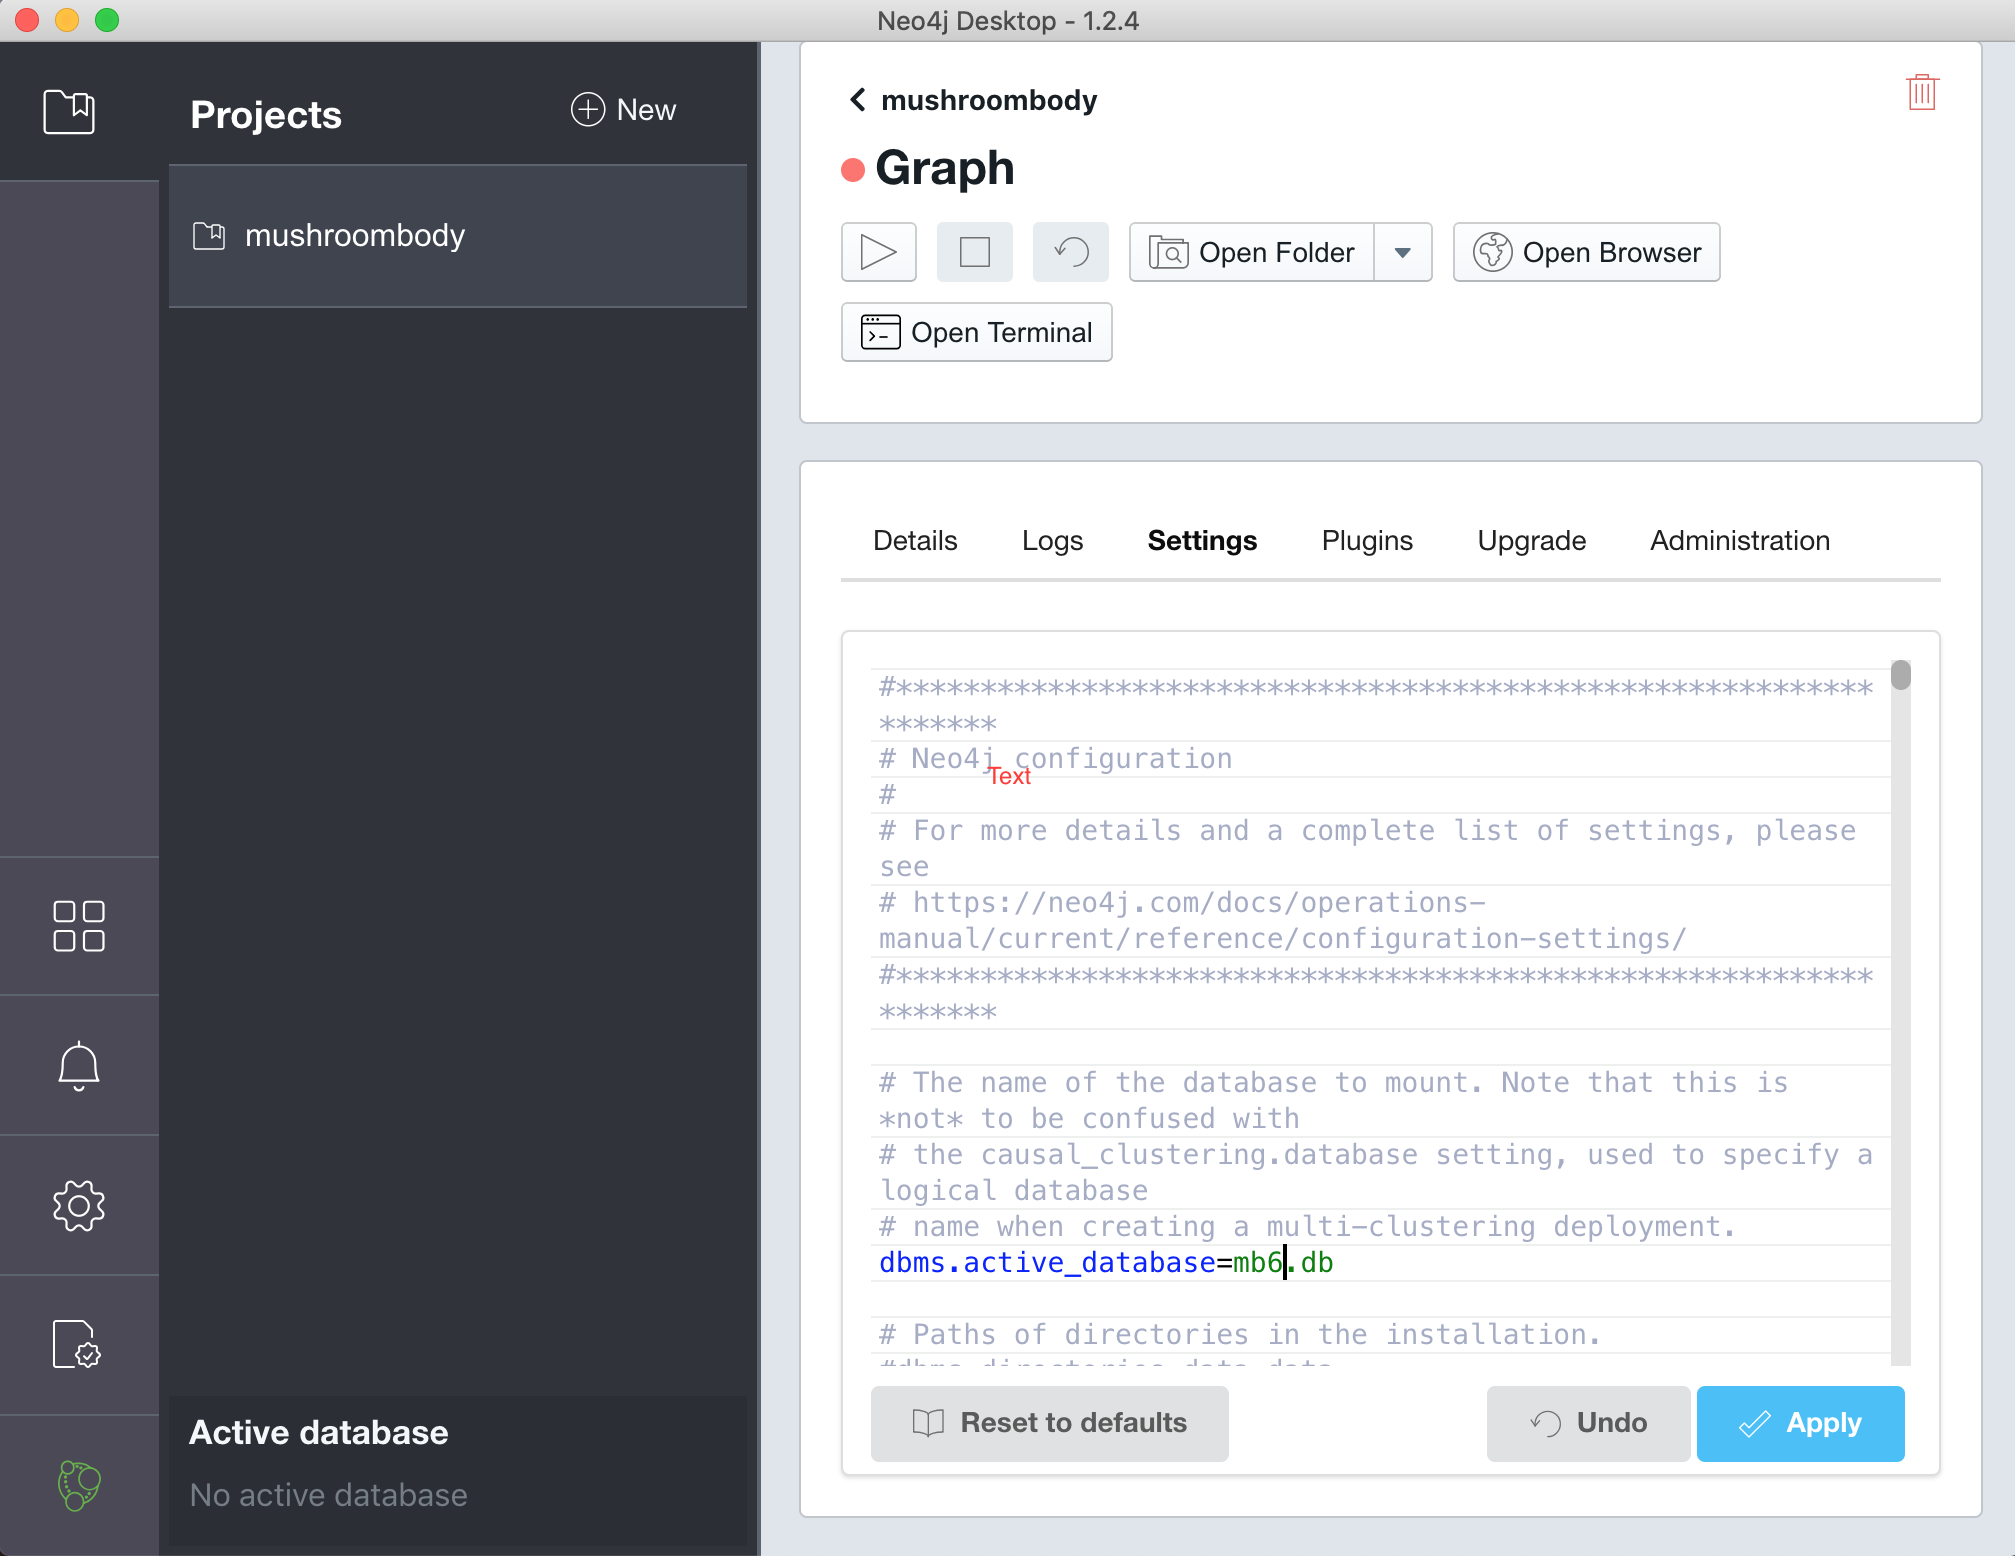 Neo4j Desktop - 1.2.4
Projects
New
mushroombody
Active database
No active database
mushroombody
Graph
Open Folder
Open Browser
Open Terminal
Details Logs Settings Plugins Upgrade Administration
#**********************************************************
*******
# Neo4j configuration
Text
#
# For more details and a complete list of settings, please
see
# https://neo4j.com/docs/operations-
manual/current/reference/configuration-settings/
#**********************************************************
*******
# The name of the database to mount. Note that this is
*not* to be confused with
# the causal_clustering.database setting, used to specify a
logical database
# name when creating a multi-clustering deployment.
dbms.active_database=mb6.db
# Paths of directories in the installation.
Reset to defaults
Undo
Apply